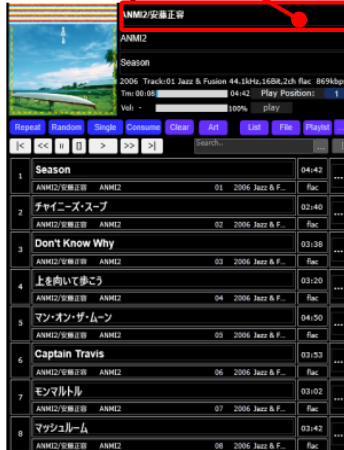 ANMI2/安藤正容
ANMI2
Season
2006 Track:01 Jazz & Fusion 44.1kHz,16Bit,2ch flac 869kbps
Tm: 00:08 04:42 Play Position: 1
Vol: - 100% play
Repeat Random Single Consume Clear Art List File Playlist ...
|< << II [] > >> >| Search.. ...
1 Season 04:42 ...
ANMI2/安藤正容 ANMI2 01 2006 Jazz & F... flac
2 チャイニーズ・スープ 02:40 ...
ANMI2/安藤正容 ANMI2 02 2006 Jazz & F... flac
3 Don't Know Why 03:38 ...
ANMI2/安藤正容 ANMI2 03 2006 Jazz & F... flac
4 上を向いて歩こう 03:20 ...
ANMI2/安藤正容 ANMI2 04 2006 Jazz & F... flac
5 マン・オン・ザ・ムーン 04:50 ...
ANMI2/安藤正容 ANMI2 05 2006 Jazz & F... flac
6 Captain Travis 03:53 ...
ANMI2/安藤正容 ANMI2 06 2006 Jazz & F... flac
7 モンマルトル 03:02 ...
ANMI2/安藤正容 ANMI2 07 2006 Jazz & F... flac
8 マッシュルーム 03:42 ...
ANMI2/安藤正容 ANMI2 08 2006 Jazz & F... flac